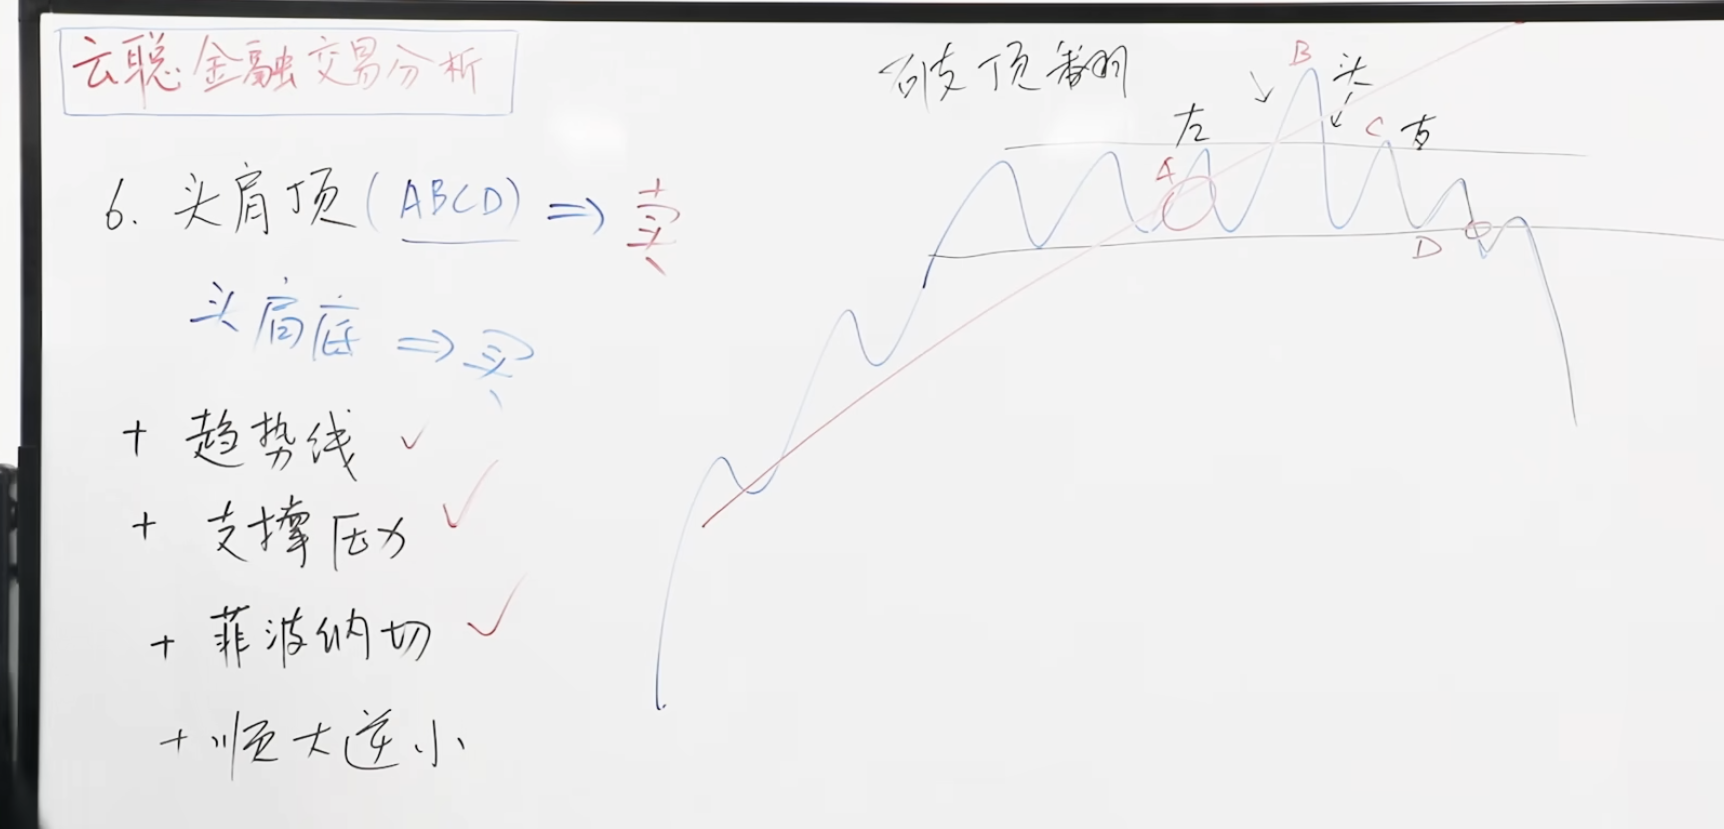 云聪金融交易分析
6. 头肩顶(ABCD) ⇒ 卖
头肩底 ⇒ 买
+ 趋势线 ✓
+ 支撑压力 ✓
+ 菲波纳切 ✓
+ 顺大逆小
破顶翻
B 头
左 C 右
A
D